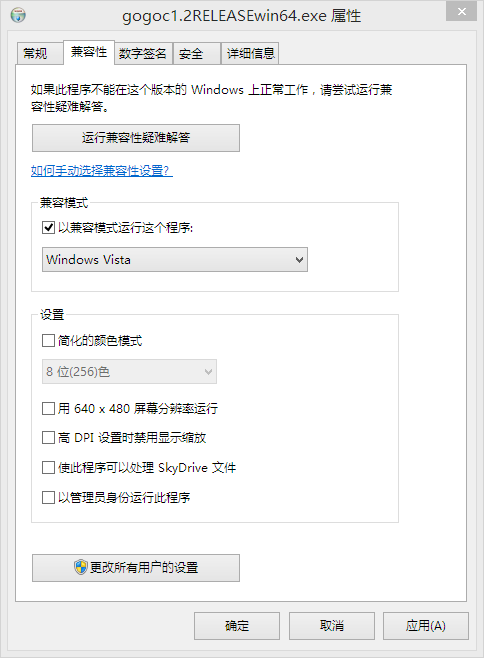 gogoc1.2RELEASEwin64.exe 属性
常规
兼容性
数字签名
安全
详细信息
如果此程序不能在这个版本的 Windows 上正常工作，请尝试运行兼
容性疑难解答。
运行兼容性疑难解答
如何手动选择兼容性设置?
兼容模式
以兼容模式运行这个程序:
Windows Vista
设置
简化的颜色模式
8 位(256)色
用 640 x 480 屏幕分辨率运行
高 DPI 设置时禁用显示缩放
使此程序可以处理 SkyDrive 文件
以管理员身份运行此程序
更改所有用户的设置
确定
取消
应用(A)